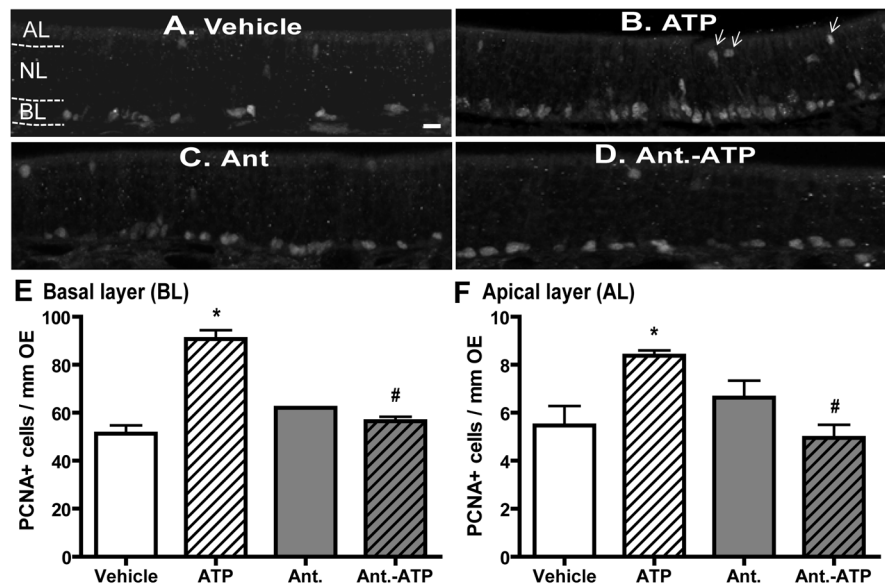 A. Vehicle
AL
NL
BL
B. ATP
C. Ant
D. Ant.-ATP
E Basal layer (BL)
PCNA+ cells / mm OE
100
80
60
40
20
0
*
#
Vehicle ATP Ant. Ant.-ATP
F Apical layer (AL)
PCNA+ cells / mm OE
10
8
6
4
2
0
*
#
Vehicle ATP Ant. Ant.-ATP